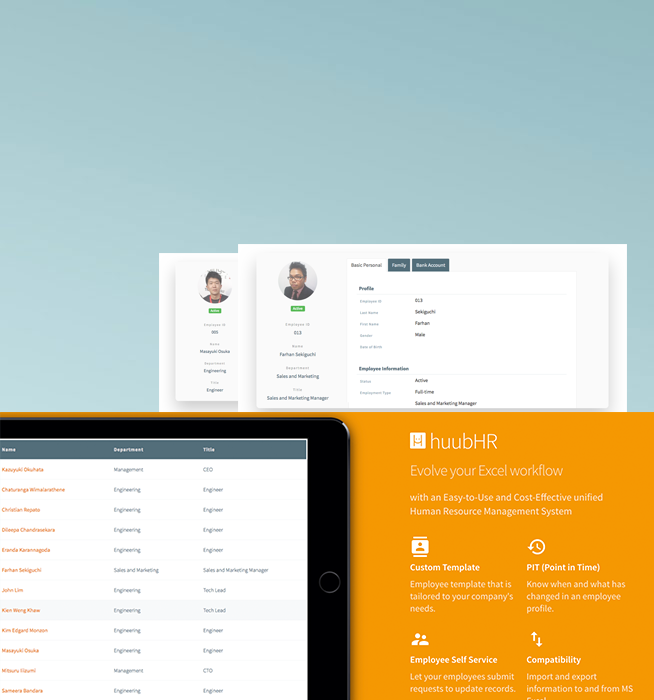 Basic Personal
Family
Bank Account
Active
Employee ID
001
Name
Masayuki Osuka
Department
Engineering
Title
Engineer
Active
Employee ID
013
Name
Farhan Sekiguchi
Department
Sales and Marketing
Title
Sales and Marketing Manager
Profile
Employee ID 013
Last Name Sekiguchi
First Name Farhan
Gender Male
Date of Birth
Employee Information
Status Active
Employment Type Full-time
Sales and Marketing Manager
Name Department Title
Kazuyuki Okuhata Management CEO
Chaturanga Wimalarathene Engineering Engineer
Christian Repato Engineering Engineer
Dileepa Chandrasekara Engineering Engineer
Eranda Karannagoda Engineering Engineer
Farhan Sekiguchi Sales and Marketing Sales and Marketing Manager
John Lim Engineering Tech Lead
Kien Weng Khaw Engineering Tech Lead
Kim Edgard Monzon Engineering Engineer
Masayuki Osuka Engineering Engineer
Mitsuru Iizumi Management CTO
Sameera Bandara Engineering Engineer
huubHR
Evolve your Excel workflow
with an Easy-to-Use and Cost-Effective unified
Human Resource Management System
Custom Template
Employee template that is
tailored to your company's
needs.
PIT (Point in Time)
Know when and what has
changed in an employee
profile.
Employee Self Service
Let your employees submit
requests to update records.
Compatibility
Import and export
information to and from MS